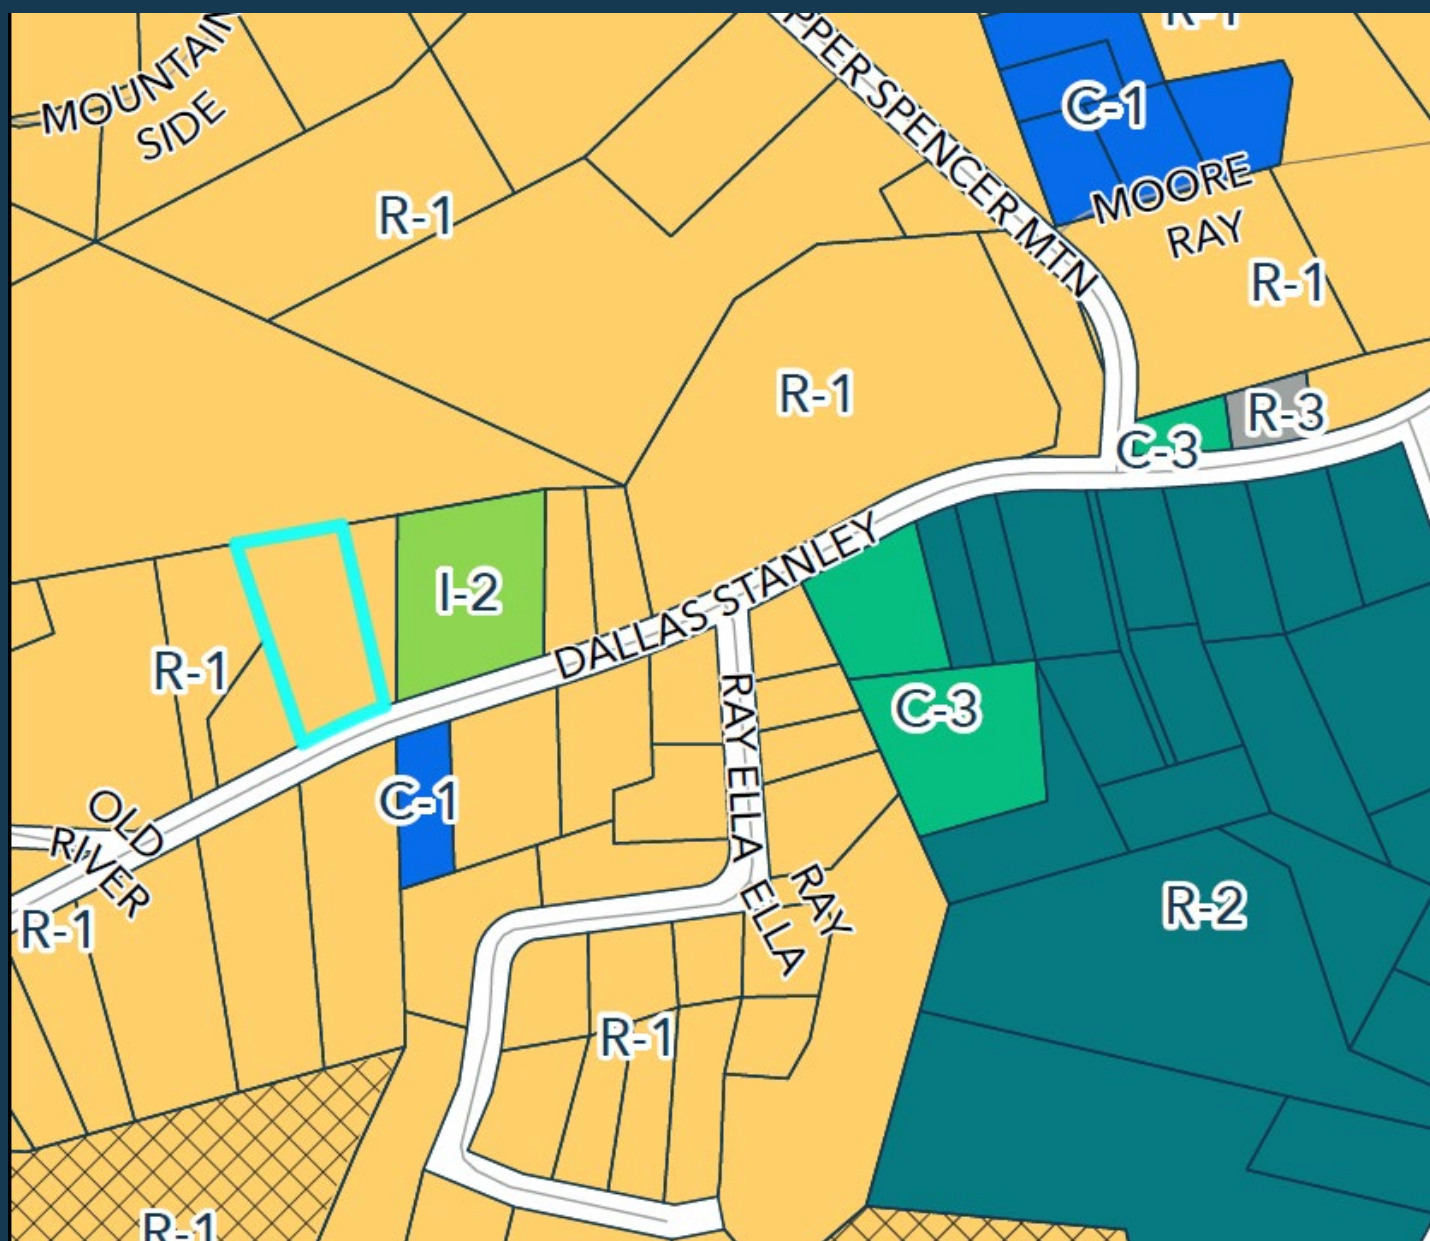 R-1
MOUNTAIN
SIDE
UPPER SPENCER MTN
C-1
MOORE
RAY
R-1
R-1
R-1
R-3
C-3
I-2
DALLAS STANLEY
R-1
C-3
RAY ELLA
C-1
OLD
RIVER
RAY
ELLA
R-2
R-1
R-1
R-1